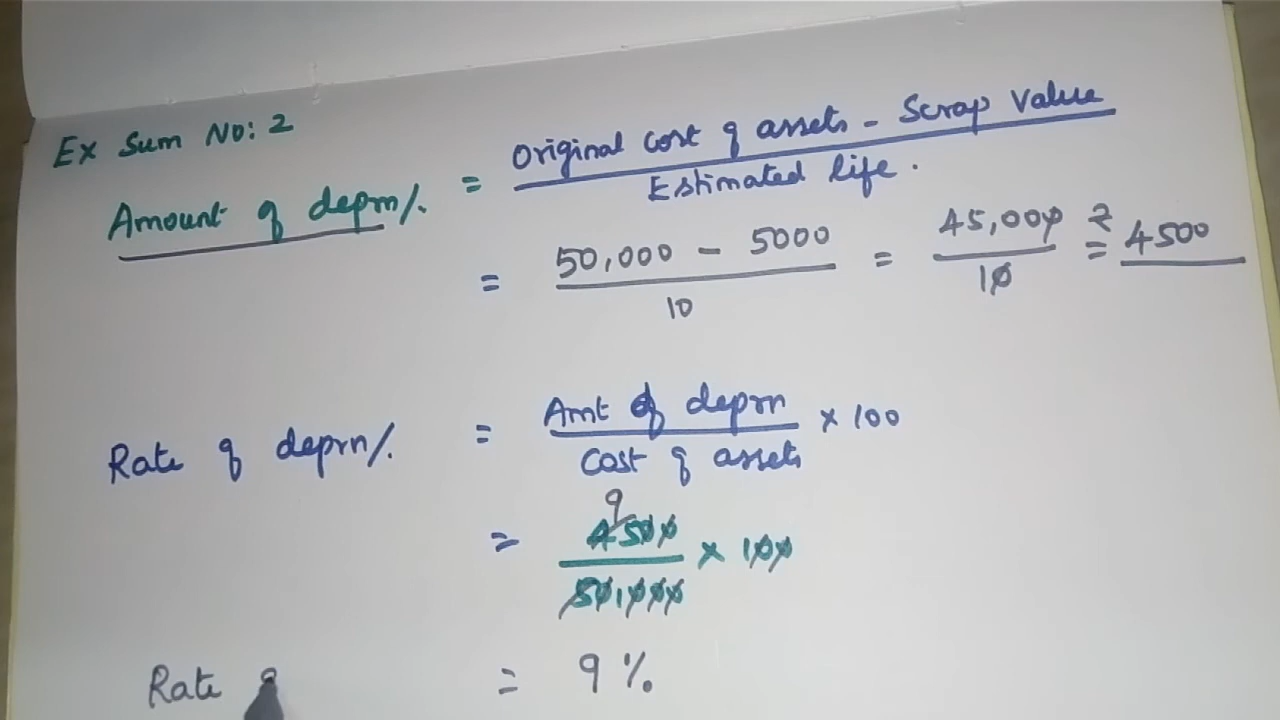 Ex Sum No: 2
Amount of deprn/. = Original Cost of assets - Scrap Value
Estimated life.
= 50,000 - 5000 = 45,000 = 4500
10 10
Rate of deprn/. = Amt of deprn × 100
Cost of assets
9
= 4500 × 100
50,000
Rate = 9%